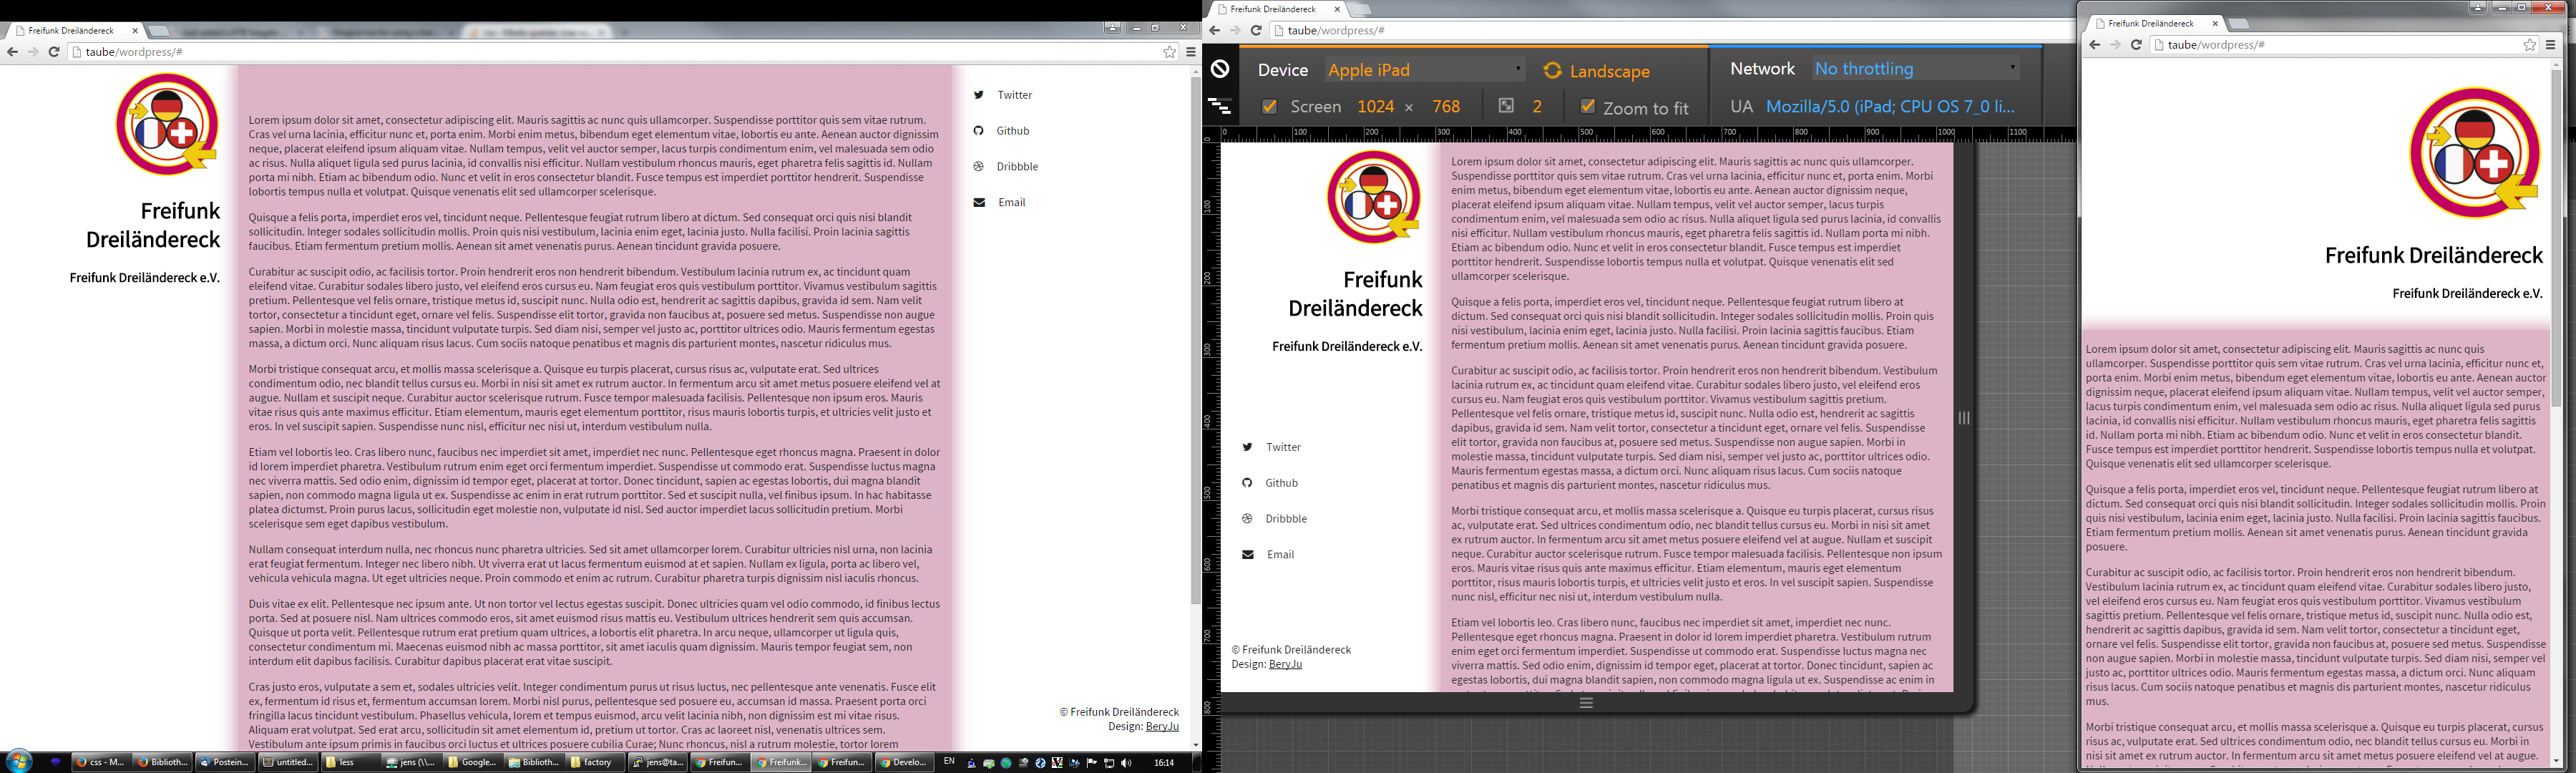 Freifunk Dreiländereck
taube/wordpress/#
Freifunk
Dreiländereck
Freifunk Dreiländereck e.V.
Lorem ipsum dolor sit amet, consectetur adipiscing elit. Mauris sagittis ac nunc quis ullamcorper. Suspendisse porttitor quis sem vitae rutrum.
Cras vel urna lacinia, efficitur nunc et, porta enim. Morbi enim metus, bibendum eget elementum vitae, lobortis eu ante. Aenean auctor dignissim
neque, placerat eleifend ipsum aliquam vitae. Nullam tempus, velit vel auctor semper, lacus turpis condimentum enim, vel malesuada sem odio
ac risus. Nulla aliquet ligula sed purus lacinia, id convallis nisi efficitur. Nullam vestibulum rhoncus mauris, eget pharetra felis sagittis id. Nullam
porta mi nibh. Etiam ac bibendum odio. Nunc et velit in eros consectetur blandit. Fusce tempus est imperdiet porttitor hendrerit. Suspendisse
lobortis tempus nulla et volutpat. Quisque venenatis elit sed ullamcorper scelerisque.
Quisque a felis porta, imperdiet eros vel, tincidunt neque. Pellentesque feugiat rutrum libero at dictum. Sed consequat orci quis nisi blandit
sollicitudin. Integer sodales sollicitudin mollis. Proin quis nisi vestibulum, lacinia enim eget, lacinia justo. Nulla facilisi. Proin lacinia sagittis
faucibus. Etiam fermentum pretium mollis. Aenean sit amet venenatis purus. Aenean tincidunt gravida posuere.
Curabitur ac suscipit odio, ac facilisis tortor. Proin hendrerit eros non hendrerit bibendum. Vestibulum lacinia rutrum ex, ac tincidunt quam
eleifend vitae. Curabitur sodales libero justo, vel eleifend eros cursus eu. Nam feugiat eros quis vestibulum porttitor. Vivamus vestibulum sagittis
pretium. Pellentesque vel felis ornare, tristique metus id, suscipit nunc. Nulla odio est, hendrerit ac sagittis dapibus, gravida id sem. Nam velit
tortor, consectetur a tincidunt eget, ornare vel felis. Suspendisse elit tortor, gravida non faucibus at, posuere sed metus. Suspendisse non augue
sapien. Morbi in molestie massa, tincidunt vulputate turpis. Sed diam nisi, semper vel justo ac, porttitor ultrices odio. Mauris fermentum egestas
massa, a dictum orci. Nunc aliquam risus lacus. Cum sociis natoque penatibus et magnis dis parturient montes, nascetur ridiculus mus.
Morbi tristique consequat arcu, et mollis massa scelerisque a. Quisque eu turpis placerat, cursus risus ac, vulputate erat. Sed ultrices
condimentum odio, nec blandit tellus cursus eu. Morbi in nisi sit amet ex rutrum auctor. In fermentum arcu sit amet metus posuere eleifend vel at
augue. Nullam et suscipit neque. Curabitur auctor scelerisque rutrum. Fusce tempor malesuada facilisis. Pellentesque non ipsum eros. Mauris
vitae risus quis ante maximus efficitur. Etiam elementum, mauris eget elementum porttitor, risus mauris lobortis turpis, et ultricies velit justo et
eros. In vel suscipit sapien. Suspendisse nunc nisl, efficitur nec nisi ut, interdum vestibulum nulla.
Etiam vel lobortis leo. Cras libero nunc, faucibus nec imperdiet sit amet, imperdiet nec nunc. Pellentesque eget rhoncus magna. Praesent in dolor
id lorem imperdiet pharetra. Vestibulum rutrum enim eget orci fermentum imperdiet. Suspendisse ut commodo erat. Suspendisse luctus magna
nec viverra mattis. Sed odio enim, dignissim id tempor eget, placerat at tortor. Donec tincidunt, sapien ac egestas lobortis, dui magna blandit
sapien, non commodo magna ligula ut ex. Suspendisse ac enim in erat rutrum porttitor. Sed et suscipit nulla, vel finibus ipsum. In hac habitasse
platea dictumst. Proin purus lacus, sollicitudin eget molestie non, vulputate id nisl. Sed auctor imperdiet lacus sollicitudin pretium. Morbi
scelerisque sem eget dapibus vestibulum.
Nullam consequat interdum nulla, nec rhoncus nunc pharetra ultricies. Sed sit amet ullamcorper lorem. Curabitur ultricies nisl urna, non lacinia
erat feugiat fermentum. Integer nec libero nibh. Ut viverra erat ut lacus fermentum euismod at et sapien. Nullam ex ligula, porta ac libero vel,
vehicula vehicula magna. Ut eget ultricies neque. Proin commodo et enim ac rutrum. Curabitur pharetra turpis dignissim nisl iaculis rhoncus.
Duis vitae ex elit. Pellentesque nec ipsum ante. Ut non tortor vel lectus egestas suscipit. Donec ultricies quam vel odio commodo, id finibus lectus
porta. Sed at posuere nisl. Nam ultrices commodo eros, sit amet euismod risus mattis eu. Vestibulum ultrices hendrerit sem quis accumsan.
Quisque ut porta velit. Pellentesque rutrum erat pretium quam ultrices, a lobortis elit pharetra. In arcu neque, ullamcorper ut ligula quis,
consectetur condimentum mi. Maecenas euismod nibh ac massa porttitor, sit amet iaculis quam dignissim. Mauris tempor feugiat sem, non
interdum elit dapibus facilisis. Curabitur dapibus placerat erat vitae suscipit.
Cras justo eros, vulputate a sem et, sodales ultricies velit. Integer condimentum purus ut risus luctus, nec pellentesque ante venenatis. Fusce elit
ex, fermentum id risus et, fermentum accumsan lorem. Morbi nisl purus, pellentesque sed posuere eu, accumsan id massa. Praesent porta orci
fringilla lacus tincidunt vestibulum. Phasellus vehicula, lorem et tempus euismod, arcu velit lacinia nibh, non dignissim est mi vitae risus.
Aliquam erat volutpat. Sed erat arcu, sollicitudin sit amet elementum id, pretium ut tortor. Cras ac laoreet nisl, venenatis ultrices sem.
Vestibulum ante ipsum primis in faucibus orci luctus et ultrices posuere cubilia Curae; Nunc rhoncus, nisl a rutrum molestie, tortor lorem
Twitter
Github
Dribbble
Email
© Freifunk Dreiländereck
Design: BeryJu
css - M...
Biblioth...
Postein...
untitled...
less
jens (\\...
Google...
Biblioth...
factory
jens@ta...
Freifun...
Freifunk...
Freifun...
Develo...
EN
16:14
Freifunk Dreiländereck
taube/wordpress/#
Device Apple iPad Landscape
Screen 1024 × 768 2 Zoom to fit
Network No throttling
UA Mozilla/5.0 (iPad; CPU OS 7_0 li...
0 100 200 300 400 500 600 700 800 900 1000 1100
0 100 200 300 400 500 600 700 800
Freifunk
Dreiländereck
Freifunk Dreiländereck e.V.
Twitter
Github
Dribbble
Email
© Freifunk Dreiländereck
Design: BeryJu
Lorem ipsum dolor sit amet, consectetur adipiscing elit. Mauris sagittis ac nunc quis ullamcorper.
Suspendisse porttitor quis sem vitae rutrum. Cras vel urna lacinia, efficitur nunc et, porta enim. Morbi
enim metus, bibendum eget elementum vitae, lobortis eu ante. Aenean auctor dignissim neque,
placerat eleifend ipsum aliquam vitae. Nullam tempus, velit vel auctor semper, lacus turpis
condimentum enim, vel malesuada sem odio ac risus. Nulla aliquet ligula sed purus lacinia, id convallis
nisi efficitur. Nullam vestibulum rhoncus mauris, eget pharetra felis sagittis id. Nullam porta mi nibh.
Etiam ac bibendum odio. Nunc et velit in eros consectetur blandit. Fusce tempus est imperdiet
porttitor hendrerit. Suspendisse lobortis tempus nulla et volutpat. Quisque venenatis elit sed
ullamcorper scelerisque.
Quisque a felis porta, imperdiet eros vel, tincidunt neque. Pellentesque feugiat rutrum libero at
dictum. Sed consequat orci quis nisi blandit sollicitudin. Integer sodales sollicitudin mollis. Proin quis
nisi vestibulum, lacinia enim eget, lacinia justo. Nulla facilisi. Proin lacinia sagittis faucibus. Etiam
fermentum pretium mollis. Aenean sit amet venenatis purus. Aenean tincidunt gravida posuere.
Curabitur ac suscipit odio, ac facilisis tortor. Proin hendrerit eros non hendrerit bibendum. Vestibulum
lacinia rutrum ex, ac tincidunt quam eleifend vitae. Curabitur sodales libero justo, vel eleifend eros
cursus eu. Nam feugiat eros quis vestibulum porttitor. Vivamus vestibulum sagittis pretium.
Pellentesque vel felis ornare, tristique metus id, suscipit nunc. Nulla odio est, hendrerit ac sagittis
dapibus, gravida id sem. Nam velit tortor, consectetur a tincidunt eget, ornare vel felis. Suspendisse
elit tortor, gravida non faucibus at, posuere sed metus. Suspendisse non augue sapien. Morbi in
molestie massa, tincidunt vulputate turpis. Sed diam nisi, semper vel justo ac, porttitor ultrices odio.
Mauris fermentum egestas massa, a dictum orci. Nunc aliquam risus lacus. Cum sociis natoque
penatibus et magnis dis parturient montes, nascetur ridiculus mus.
Morbi tristique consequat arcu, et mollis massa scelerisque a. Quisque eu turpis placerat, cursus risus
ac, vulputate erat. Sed ultrices condimentum odio, nec blandit tellus cursus eu. Morbi in nisi sit amet
ex rutrum auctor. In fermentum arcu sit amet metus posuere eleifend vel at augue. Nullam et suscipit
neque. Curabitur auctor scelerisque rutrum. Fusce tempor malesuada facilisis. Pellentesque non ipsum
eros. Mauris vitae risus quis ante maximus efficitur. Etiam elementum, mauris eget elementum
porttitor, risus mauris lobortis turpis, et ultricies velit justo et eros. In vel suscipit sapien. Suspendisse
nunc nisl, efficitur nec nisi ut, interdum vestibulum nulla.
Etiam vel lobortis leo. Cras libero nunc, faucibus nec imperdiet sit amet, imperdiet nec nunc.
Pellentesque eget rhoncus magna. Praesent in dolor id lorem imperdiet pharetra. Vestibulum rutrum
enim eget orci fermentum imperdiet. Suspendisse ut commodo erat. Suspendisse luctus magna nec
viverra mattis. Sed odio enim, dignissim id tempor eget, placerat at tortor. Donec tincidunt, sapien ac
egestas lobortis, dui magna blandit sapien, non commodo magna ligula ut ex. Suspendisse ac enim in
Freifunk Dreiländereck
taube/wordpress/#
Freifunk Dreiländereck
Freifunk Dreiländereck e.V.
Lorem ipsum dolor sit amet, consectetur adipiscing elit. Mauris sagittis ac nunc quis
ullamcorper. Suspendisse porttitor quis sem vitae rutrum. Cras vel urna lacinia, efficitur nunc et,
porta enim. Morbi enim metus, bibendum eget elementum vitae, lobortis eu ante. Aenean auctor
dignissim neque, placerat eleifend ipsum aliquam vitae. Nullam tempus, velit vel auctor semper,
lacus turpis condimentum enim, vel malesuada sem odio ac risus. Nulla aliquet ligula sed purus
lacinia, id convallis nisi efficitur. Nullam vestibulum rhoncus mauris, eget pharetra felis sagittis
id. Nullam porta mi nibh. Etiam ac bibendum odio. Nunc et velit in eros consectetur blandit.
Fusce tempus est imperdiet porttitor hendrerit. Suspendisse lobortis tempus nulla et volutpat.
Quisque venenatis elit sed ullamcorper scelerisque.
Quisque a felis porta, imperdiet eros vel, tincidunt neque. Pellentesque feugiat rutrum libero at
dictum. Sed consequat orci quis nisi blandit sollicitudin. Integer sodales sollicitudin mollis. Proin
quis nisi vestibulum, lacinia enim eget, lacinia justo. Nulla facilisi. Proin lacinia sagittis faucibus.
Etiam fermentum pretium mollis. Aenean sit amet venenatis purus. Aenean tincidunt gravida
posuere.
Curabitur ac suscipit odio, ac facilisis tortor. Proin hendrerit eros non hendrerit bibendum.
Vestibulum lacinia rutrum ex, ac tincidunt quam eleifend vitae. Curabitur sodales libero justo,
vel eleifend eros cursus eu. Nam feugiat eros quis vestibulum porttitor. Vivamus vestibulum
sagittis pretium. Pellentesque vel felis ornare, tristique metus id, suscipit nunc. Nulla odio est,
hendrerit ac sagittis dapibus, gravida id sem. Nam velit tortor, consectetur a tincidunt eget,
ornare vel felis. Suspendisse elit tortor, gravida non faucibus at, posuere sed metus. Suspendisse
non augue sapien. Morbi in molestie massa, tincidunt vulputate turpis. Sed diam nisi, semper vel
justo ac, porttitor ultrices odio. Mauris fermentum egestas massa, a dictum orci. Nunc aliquam
risus lacus. Cum sociis natoque penatibus et magnis dis parturient montes, nascetur ridiculus
mus.
Morbi tristique consequat arcu, et mollis massa scelerisque a. Quisque eu turpis placerat, cursus
risus ac, vulputate erat. Sed ultrices condimentum odio, nec blandit tellus cursus eu. Morbi in
nisi sit amet ex rutrum auctor. In fermentum arcu sit amet metus posuere eleifend vel at augue.